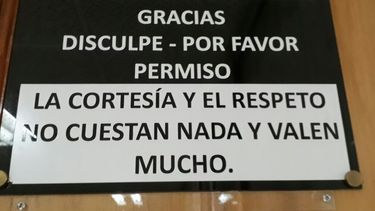 GRACIAS
DISCULPE - POR FAVOR
PERMISO
LA CORTESÍA Y EL RESPETO
NO CUESTAN NADA Y VALEN
MUCHO.